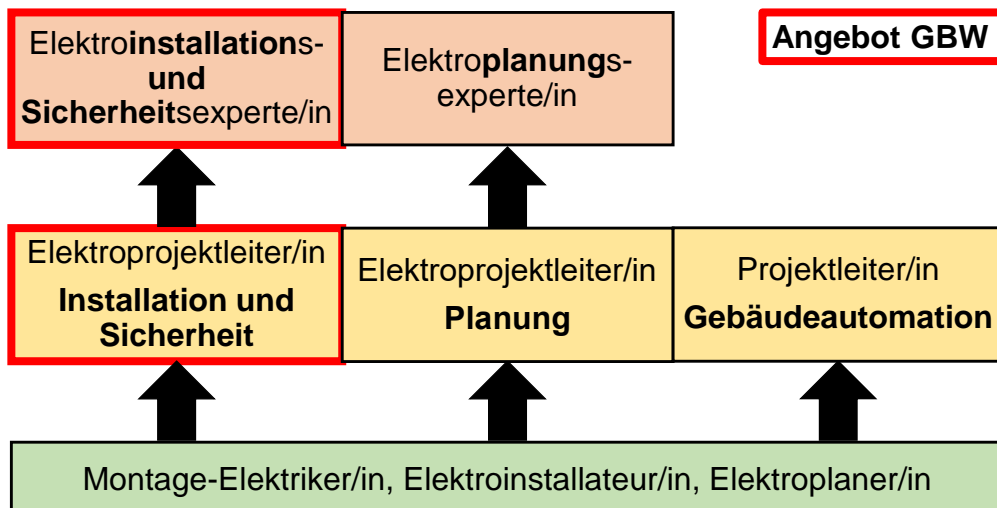 Elektroinstallations-
und
Sicherheitsexperte/in
Elektroplanungs-
experte/in
Angebot GBW
Elektroprojektleiter/in
Installation und
Sicherheit
Elektroprojektleiter/in
Planung
Projektleiter/in
Gebäudeautomation
Montage-Elektriker/in, Elektroinstallateur/in, Elektroplaner/in